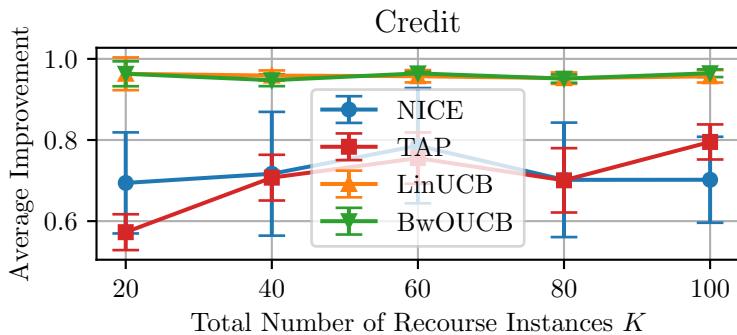 Credit
Average Improvement
1.0
0.8
0.6
NICE
TAP
LinUCB
BwOUCB
20 40 60 80 100
Total Number of Recourse Instances K